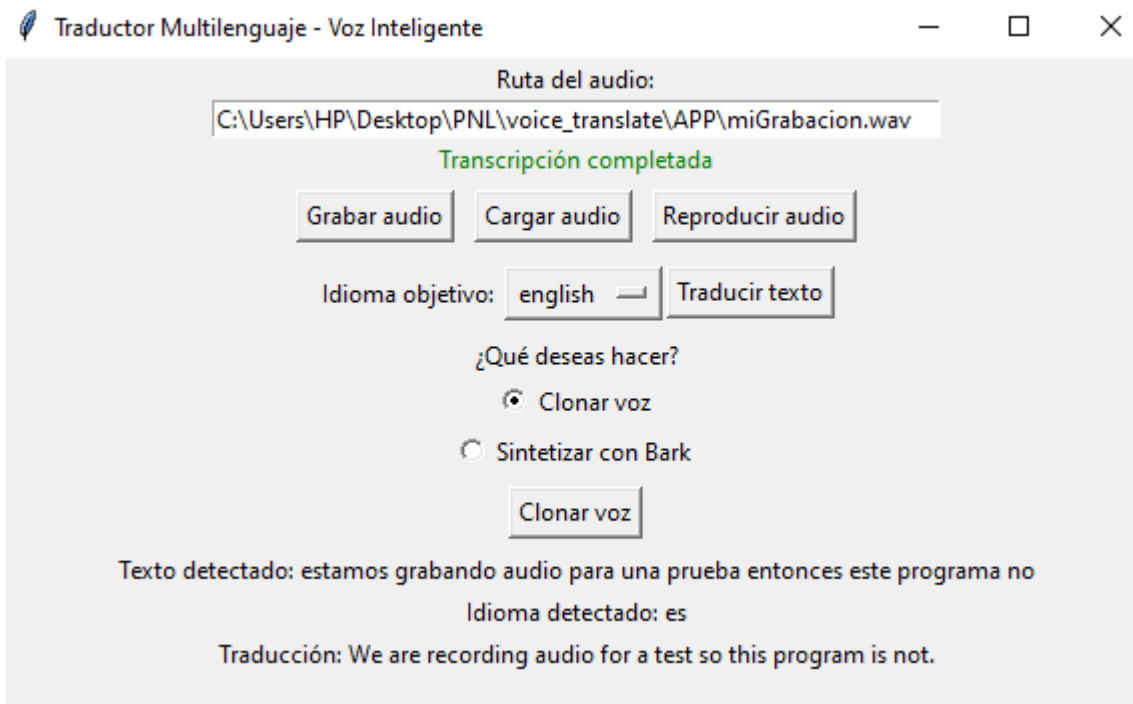 Traductor Multilenguaje - Voz Inteligente
Ruta del audio:
C:\Users\HP\Desktop\PNL\voice_translate\APP\miGrabacion.wav
Transcripción completada
Grabar audio Cargar audio Reproducir audio
Idioma objetivo: english Traducir texto
¿Qué deseas hacer?
Clonar voz
Sintetizar con Bark
Clonar voz
Texto detectado: estamos grabando audio para una prueba entonces este programa no
Idioma detectado: es
Traducción: We are recording audio for a test so this program is not.